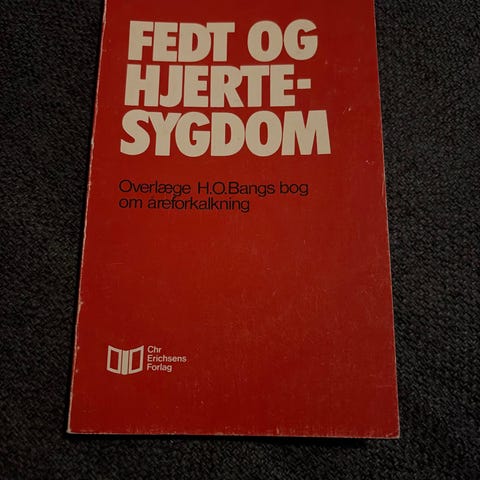 FEDT OG
HJERTE-
SYGDOM
Overlæge H.O.Bangs bog
om åreforkalkning
Chr
Erichsens
Forlag